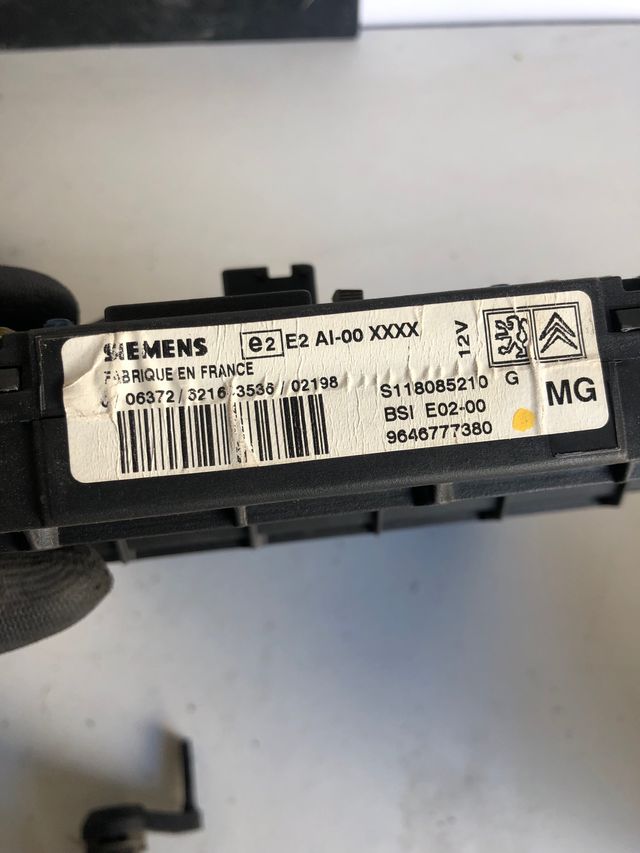 SIEMENS
e2 E2 AI-00 XXXX
12V
FABRIQUE EN FRANCE
06372 / 3216 3536 / 02198
S118085210 G
BSI E02-00
9646777380
MG